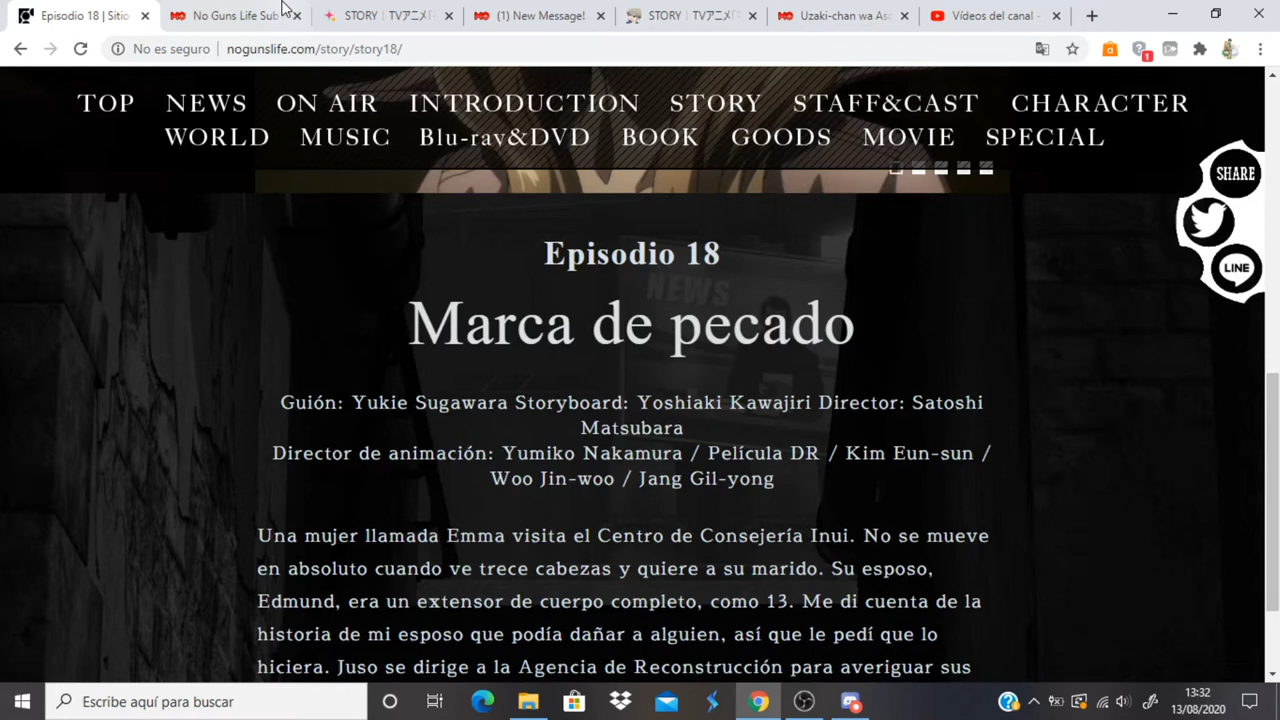 Episodio 18 | Sitio
No Guns Life Sub
STORY | TVアニメ「
(1) New Message!
STORY | TVアニメ「
Uzaki-chan wa Aso
Vídeos del canal -
No es seguro
nogunslife.com/story/story18/
1
TOP NEWS ON AIR INTRODUCTION STORY STAFF&CAST CHARACTER
WORLD MUSIC Blu-ray&DVD BOOK GOODS MOVIE SPECIAL
SHARE
LINE
NEWS
Episodio 18
Marca de pecado
Guión: Yukie Sugawara Storyboard: Yoshiaki Kawajiri Director: Satoshi
Matsubara
Director de animación: Yumiko Nakamura / Película DR / Kim Eun-sun /
Woo Jin-woo / Jang Gil-yong
Una mujer llamada Emma visita el Centro de Consejería Inui. No se mueve
en absoluto cuando ve trece cabezas y quiere a su marido. Su esposo,
Edmund, era un extensor de cuerpo completo, como 13. Me di cuenta de la
historia de mi esposo que podía dañar a alguien, así que le pedí que lo
hiciera. Juso se dirige a la Agencia de Reconstrucción para averiguar sus
Escribe aquí para buscar
13:32
13/08/2020